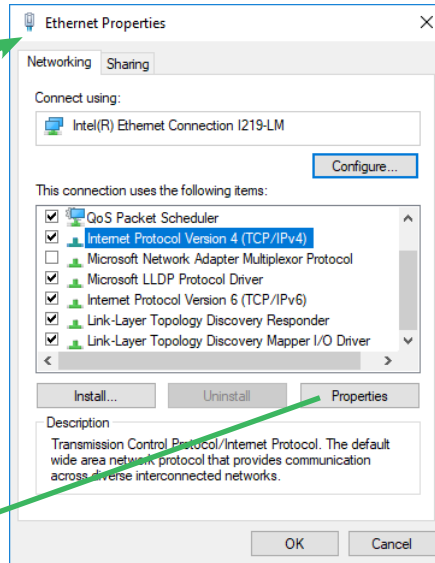 Ethernet Properties
Networking Sharing
Connect using:
Intel(R) Ethernet Connection I219-LM
Configure...
This connection uses the following items:
QoS Packet Scheduler
Internet Protocol Version 4 (TCP/IPv4)
Microsoft Network Adapter Multiplexor Protocol
Microsoft LLDP Protocol Driver
Internet Protocol Version 6 (TCP/IPv6)
Link-Layer Topology Discovery Responder
Link-Layer Topology Discovery Mapper I/O Driver
Install... Uninstall Properties
Description
Transmission Control Protocol/Internet Protocol. The default
wide area network protocol that provides communication
across diverse interconnected networks.
OK Cancel